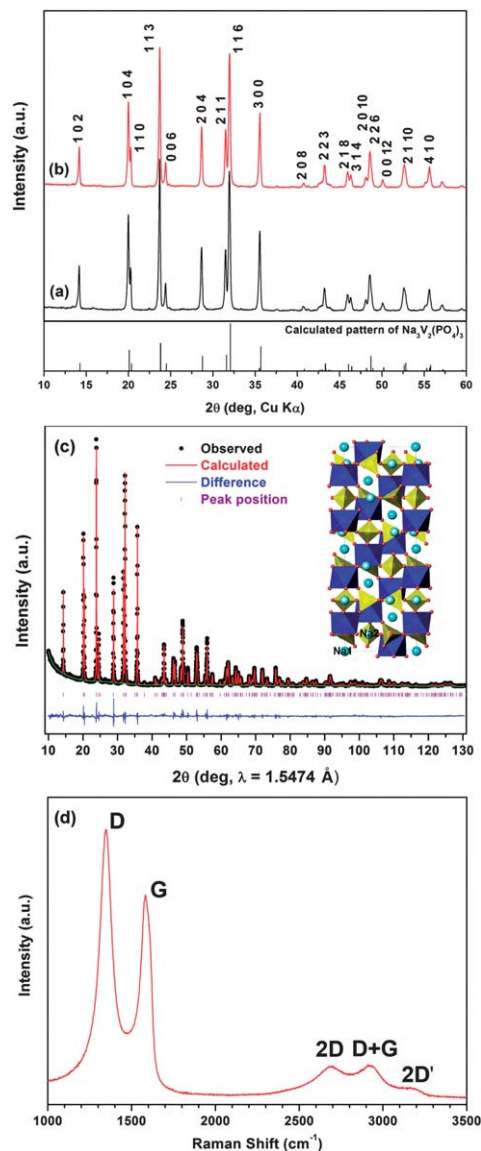 Intensity (a.u.)
1 0 2
1 0 4
1 1 0
1 1 3
0 0 6
2 0 4
2 1 1
1 1 6
3 0 0
2 0 8
2 2 3
2 1 8
3 1 4
2 0 10
2 2 6
0 0 12
2 1 10
4 1 0
(b)
(a)
Calculated pattern of Na₃V₂(PO₄)₃
10 15 20 25 30 35 40 45 50 55 60
2θ (deg, Cu Kα)
(c)
Observed
Calculated
Difference
Peak position
Intensity (a.u.)
Na2
Na1
10 20 30 40 50 60 70 80 90 100 110 120 130
2θ (deg, λ = 1.5474 Å)
(d)
D
G
2D
D+G
2D'
Intensity (a.u.)
1000 1500 2000 2500 3000 3500
Raman Shift (cm⁻¹)